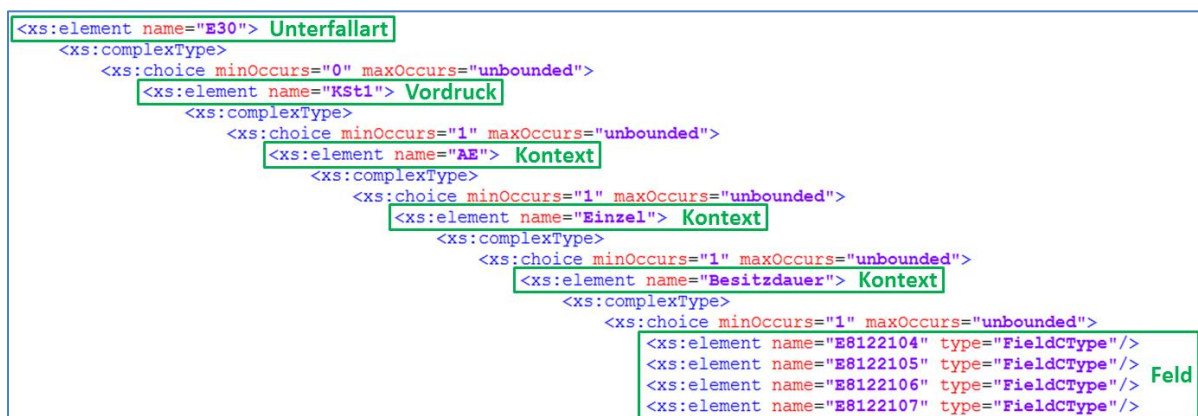 <xs:element name="E30"> Unterfallart
<xs:complexType>
<xs:choice minOccurs="0" maxOccurs="unbounded">
<xs:element name="KSt1"> Vordruck
<xs:complexType>
<xs:choice minOccurs="1" maxOccurs="unbounded">
<xs:element name="AE"> Kontext
<xs:complexType>
<xs:choice minOccurs="1" maxOccurs="unbounded">
<xs:element name="Einzel"> Kontext
<xs:complexType>
<xs:choice minOccurs="1" maxOccurs="unbounded">
<xs:element name="Besitzdauer"> Kontext
<xs:complexType>
<xs:choice minOccurs="1" maxOccurs="unbounded">
<xs:element name="E8122104" type="FieldCType"/>
<xs:element name="E8122105" type="FieldCType"/>
<xs:element name="E8122106" type="FieldCType"/>
<xs:element name="E8122107" type="FieldCType"/>
Feld